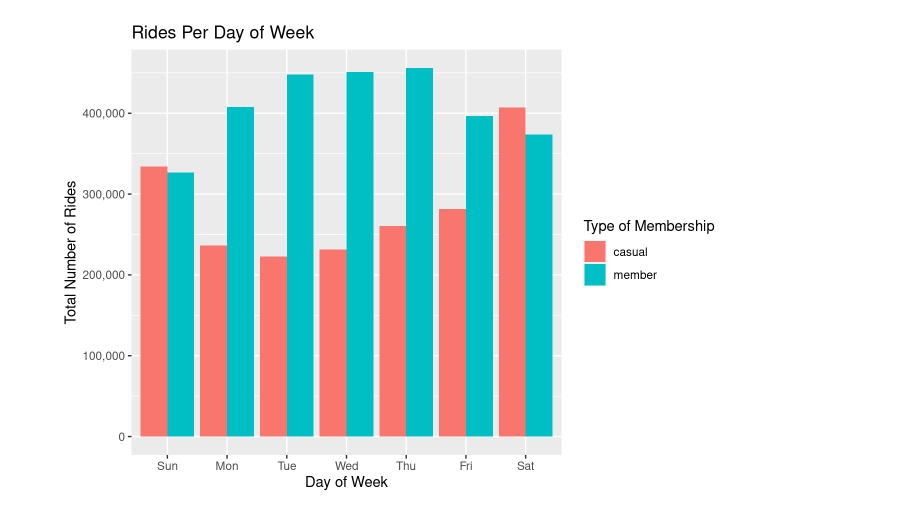 Rides Per Day of Week
Total Number of Rides
400,000
300,000
200,000
100,000
0
Sun Mon Tue Wed Thu Fri Sat
Day of Week
Type of Membership
casual
member